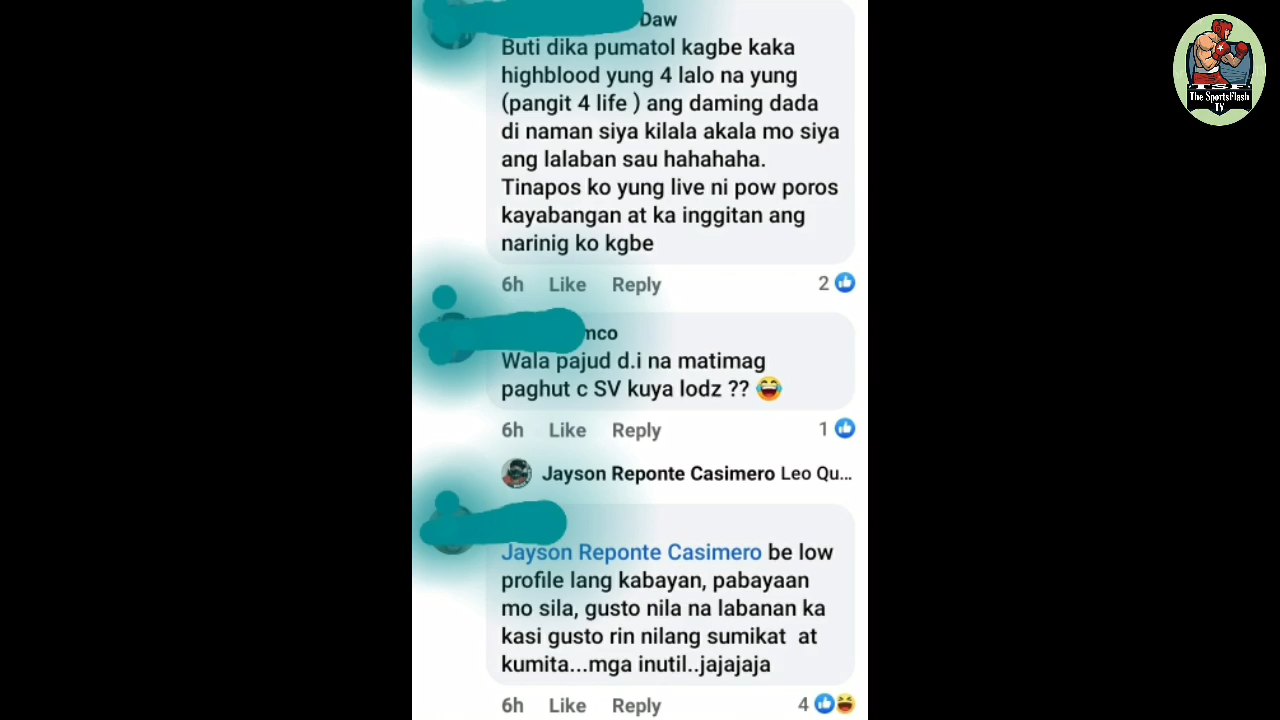 Daw
Buti dika pumatol kagbe kaka
highblood yung 4 lalo na yung
(pangit 4 life ) ang daming dada
di naman siya kilala akala mo siya
ang lalaban sau hahahaha.
Tinapos ko yung live ni pow poros
kayabangan at ka inggitan ang
narinig ko kgbe
6h Like Reply 2
mco
Wala pajud d.i na matimag
paghut c SV kuya lodz ?? 😂
6h Like Reply 1
Jayson Reponte Casimero Leo Qu...
Jayson Reponte Casimero be low
profile lang kabayan, pabayaan
mo sila, gusto nila na labanan ka
kasi gusto rin nilang sumikat at
kumita...mga inutil..jajajaja
6h Like Reply 4
The SportsFlash
TV